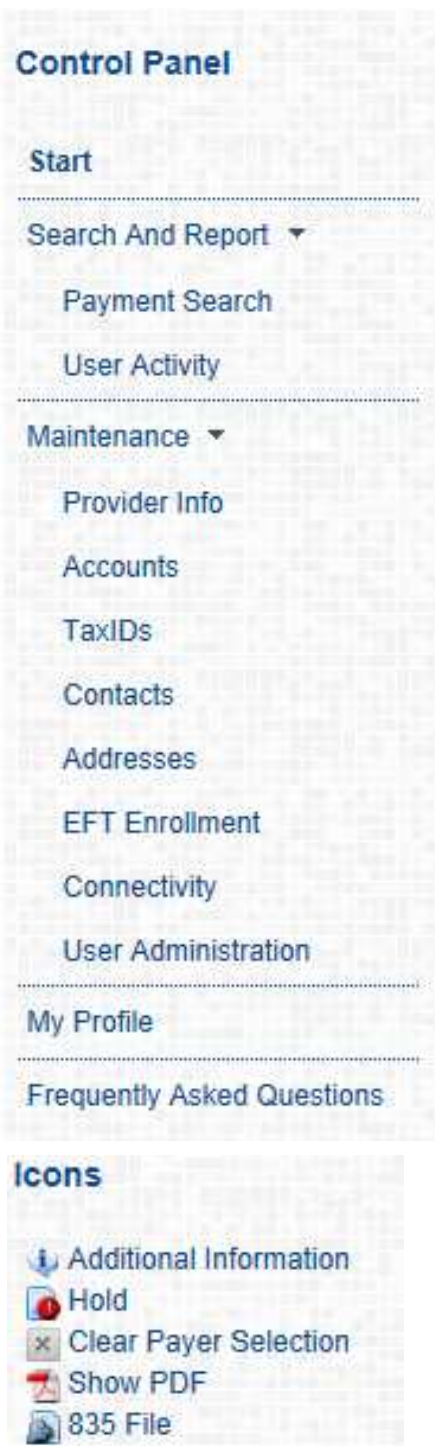 Control Panel
Start
Search And Report
Payment Search
User Activity
Maintenance
Provider Info
Accounts
TaxIDs
Contacts
Addresses
EFT Enrollment
Connectivity
User Administration
My Profile
Frequently Asked Questions
Icons
Additional Information
Hold
Clear Payer Selection
Show PDF
835 File